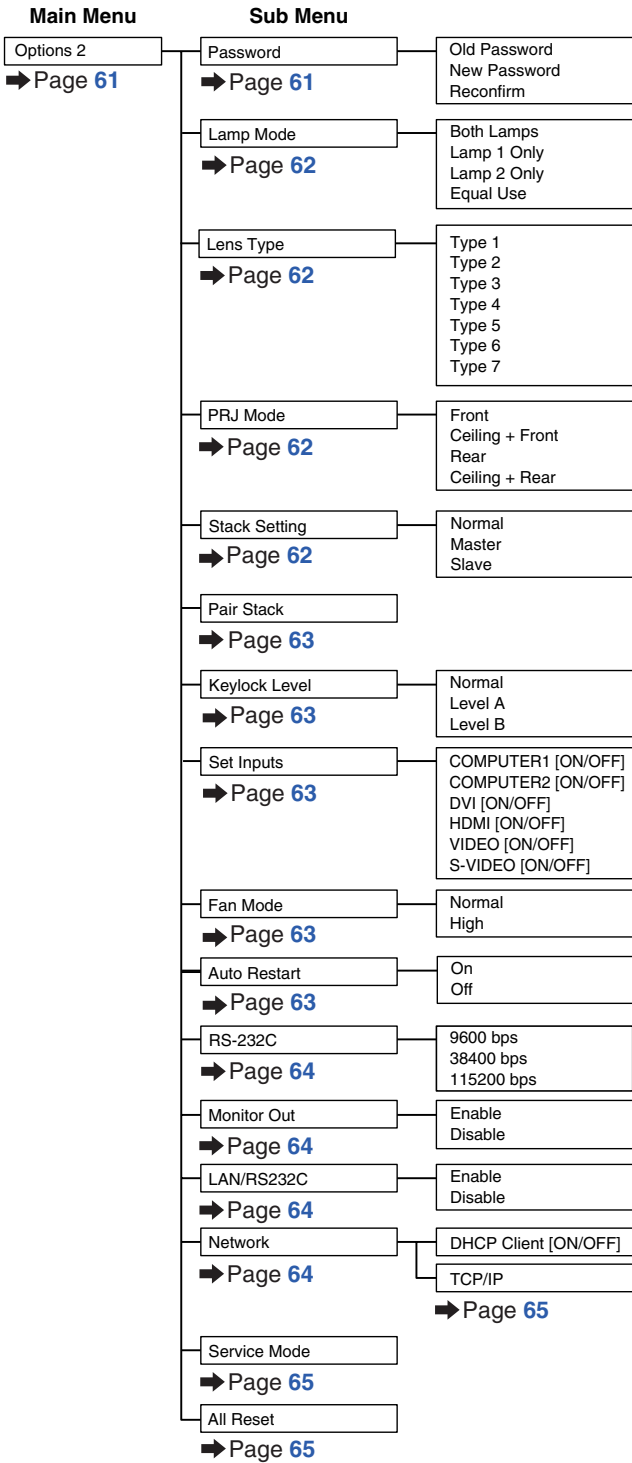 Main Menu
Sub Menu
Options 2
➡ Page 61
Password
➡ Page 61
Old Password
New Password
Reconfirm
Lamp Mode
➡ Page 62
Both Lamps
Lamp 1 Only
Lamp 2 Only
Equal Use
Lens Type
➡ Page 62
Type 1
Type 2
Type 3
Type 4
Type 5
Type 6
Type 7
PRJ Mode
➡ Page 62
Front
Ceiling + Front
Rear
Ceiling + Rear
Stack Setting
➡ Page 62
Normal
Master
Slave
Pair Stack
➡ Page 63
Keylock Level
➡ Page 63
Normal
Level A
Level B
Set Inputs
➡ Page 63
COMPUTER1 [ON/OFF]
COMPUTER2 [ON/OFF]
DVI [ON/OFF]
HDMI [ON/OFF]
VIDEO [ON/OFF]
S-VIDEO [ON/OFF]
Fan Mode
➡ Page 63
Normal
High
Auto Restart
➡ Page 63
On
Off
RS-232C
➡ Page 64
9600 bps
38400 bps
115200 bps
Monitor Out
➡ Page 64
Enable
Disable
LAN/RS232C
➡ Page 64
Enable
Disable
Network
➡ Page 64
DHCP Client [ON/OFF]
TCP/IP
➡ Page 65
Service Mode
➡ Page 65
All Reset
➡ Page 65